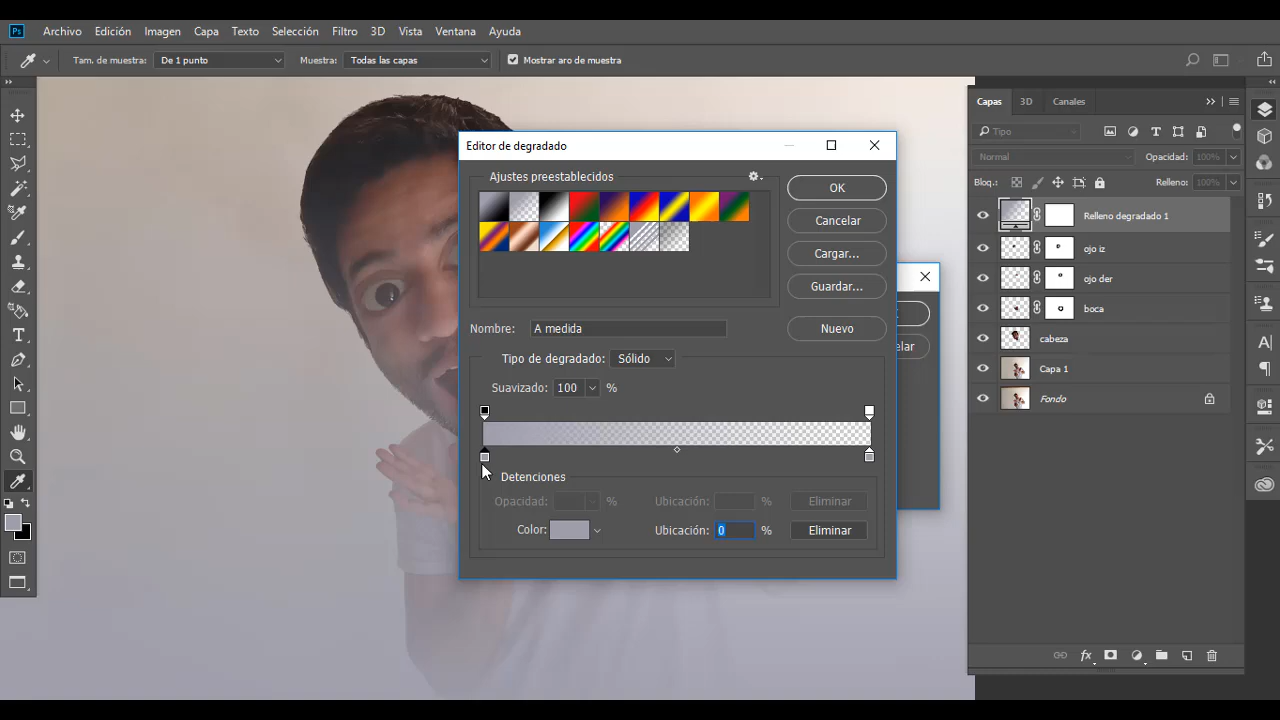 Ps Archivo Edición Imagen Capa Texto Selección Filtro 3D Vista Ventana Ayuda
Tam. de muestra: De 1 punto Muestra: Todas las capas Mostrar aro de muestra
Editor de degradado
Ajustes preestablecidos
OK
Cancelar
Cargar...
Guardar...
Nombre: A medida Nuevo
Tipo de degradado: Sólido
Suavizado: 100 %
Detenciones
Opacidad: % Ubicación: % Eliminar
Color: Ubicación: 0 % Eliminar
elar
Capas 3D Canales
Tipo
Normal Opacidad: 100%
Bloq.: Relleno: 100%
Relleno degradado 1
ojo iz
ojo der
boca
cabeza
Capa 1
Fondo
fx